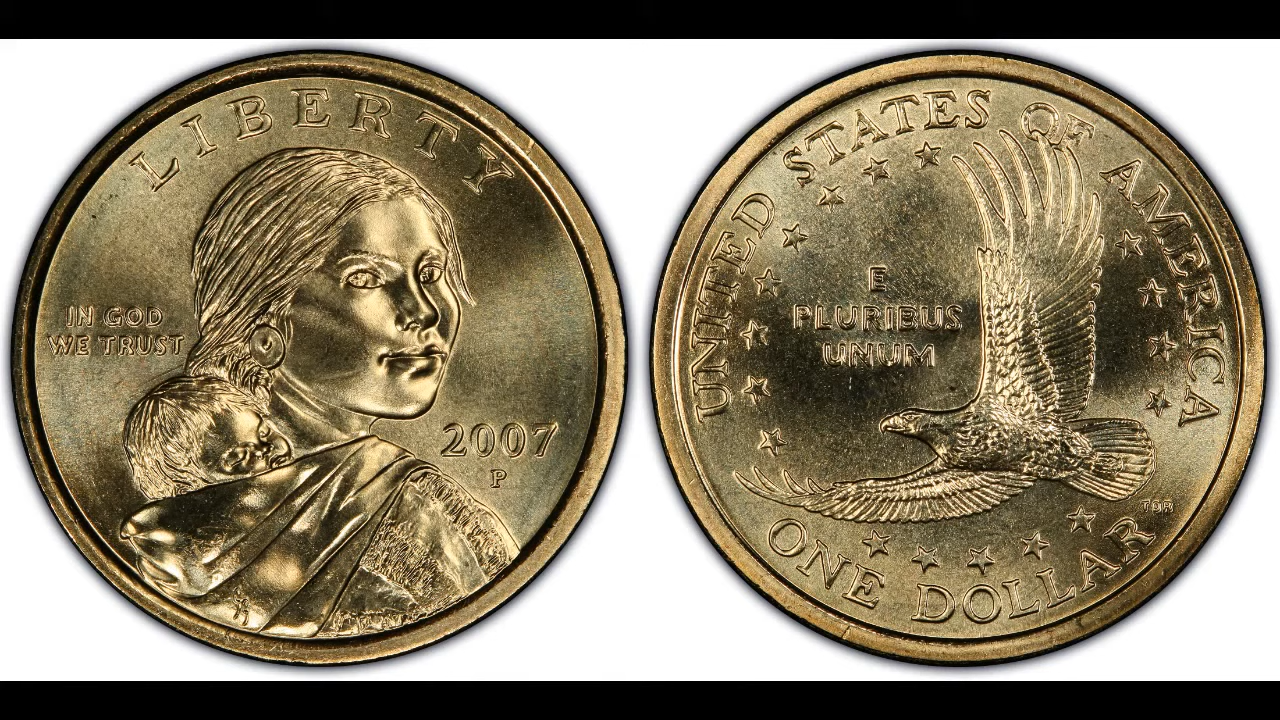 LIBERTY
IN GOD
WE TRUST
2007
P
UNITED STATES OF AMERICA
E
PLURIBUS
UNUM
TDR
ONE DOLLAR